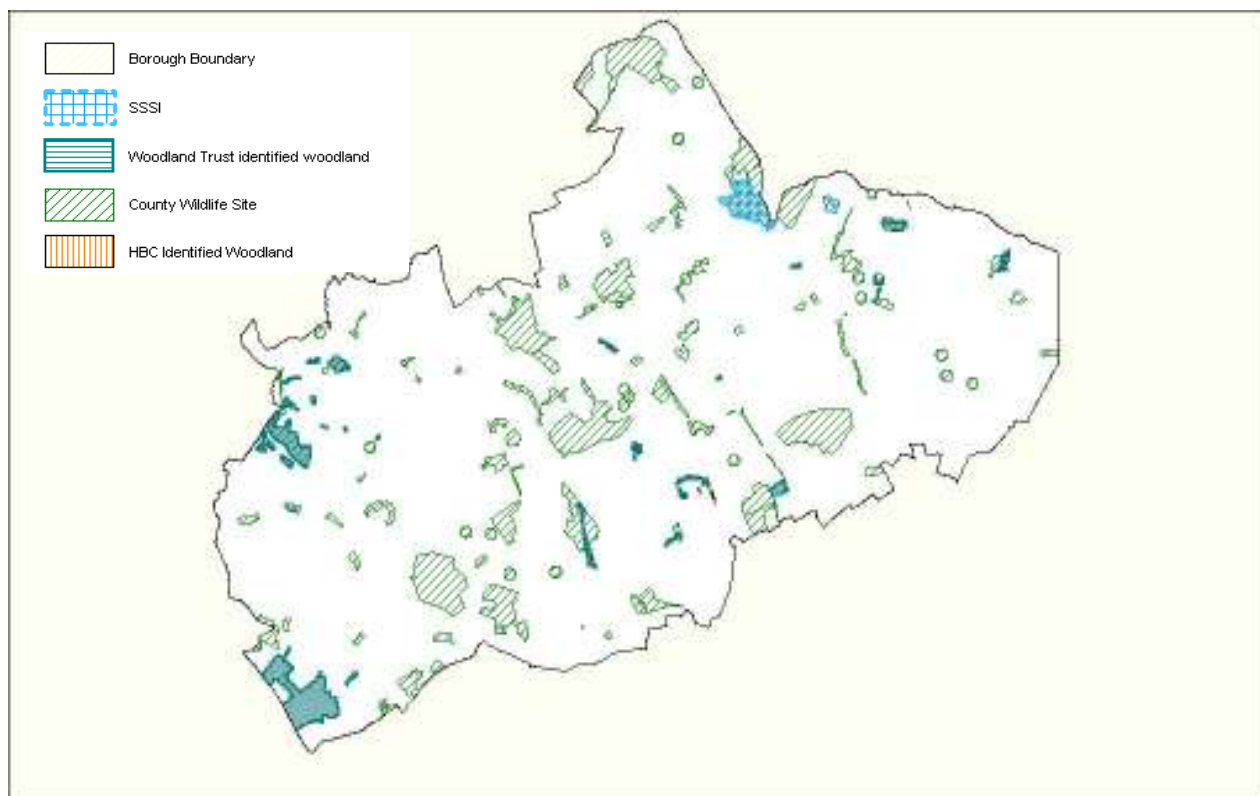 Borough Boundary
SSSI
Woodland Trust identified woodland
County Wildlife Site
HBC Identified Woodland